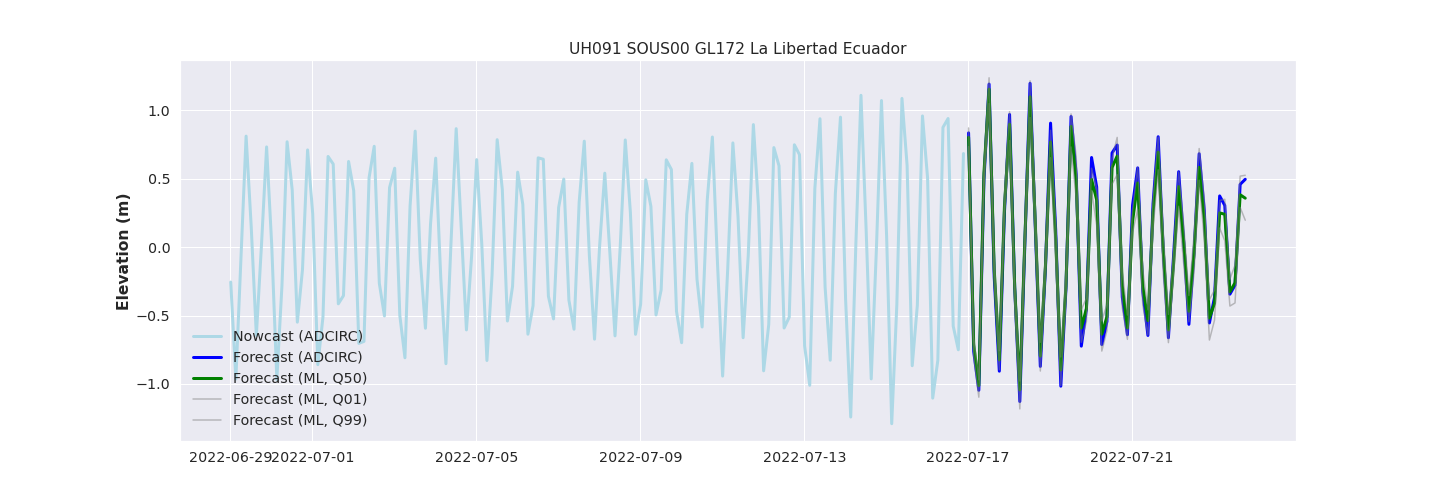 UH091 SOUS00 GL172 La Libertad Ecuador
Elevation (m)
1.0
0.5
0.0
−0.5
−1.0
Nowcast (ADCIRC)
Forecast (ADCIRC)
Forecast (ML, Q50)
Forecast (ML, Q01)
Forecast (ML, Q99)
2022-06-29 2022-07-01 2022-07-05 2022-07-09 2022-07-13 2022-07-17 2022-07-21